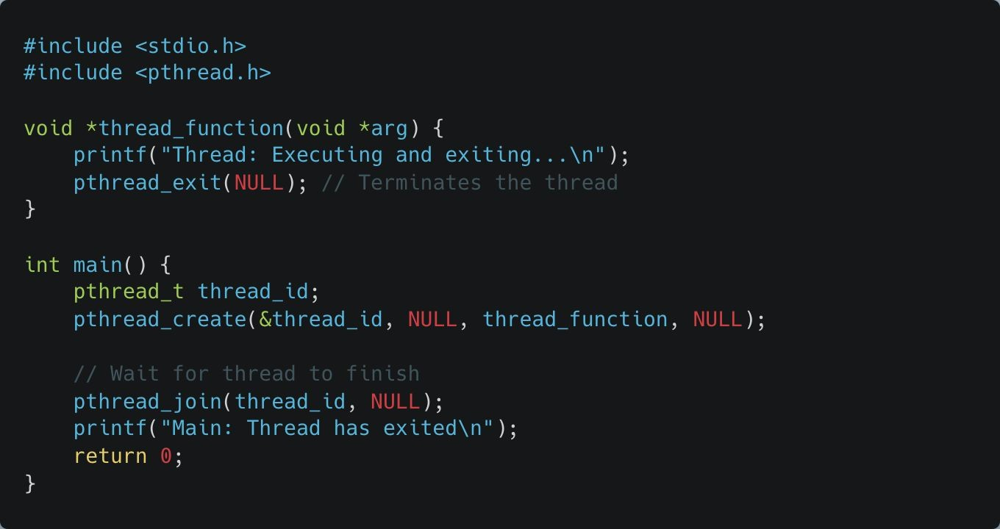 #include <stdio.h>
#include <pthread.h>

void *thread_function(void *arg) {
    printf("Thread: Executing and exiting...\n");
    pthread_exit(NULL); // Terminates the thread
}

int main() {
    pthread_t thread_id;
    pthread_create(&thread_id, NULL, thread_function, NULL);

    // Wait for thread to finish
    pthread_join(thread_id, NULL);
    printf("Main: Thread has exited\n");
    return 0;
}